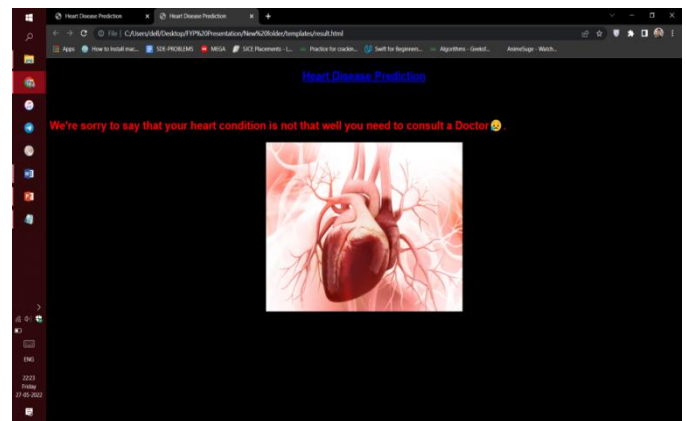 Heart Disease Prediction
Heart Disease Prediction
File | C:/Users/dell/Desktop/FYP%20Presentation/New%20folder/templates/result.html
Apps
How to Install mac...
SDE-PROBLEMS
MEGA
Practice for crackin...
Swift for Beginners...
Algorithms - GeeksF...
AnimeSuge - Watch...
Heart Disease Prediction
We're sorry to say that your heart condition is not that well you need to consult a Doctor😥.
ENG
22:23
Friday
27-05-2022